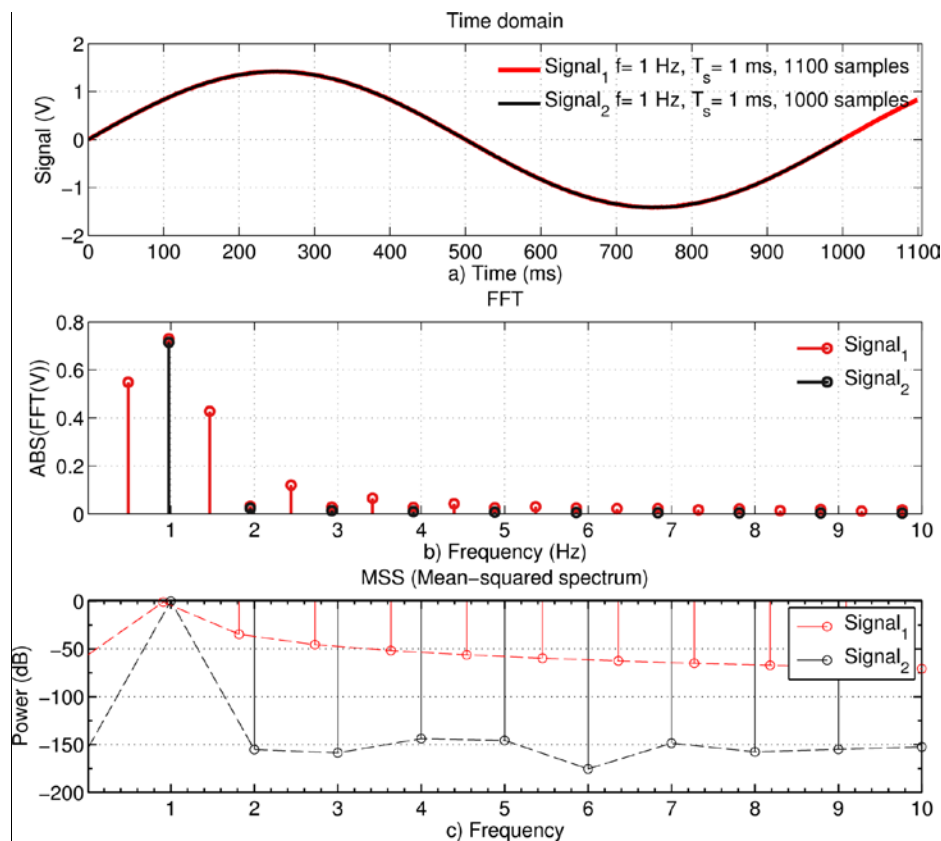 Time domain
Signal (V)
2
1
0
−1
−2
Signal1 f= 1 Hz, Ts= 1 ms, 1100 samples
Signal2 f= 1 Hz, Ts= 1 ms, 1000 samples
0 100 200 300 400 500 600 700 800 900 1000 1100
a) Time (ms)
FFT
ABS(FFT(V))
0.8
0.6
0.4
0.2
0
Signal1
Signal2
1 2 3 4 5 6 7 8 9 10
b) Frequency (Hz)
MSS (Mean−squared spectrum)
Power (dB)
0
−50
−100
−150
−200
Signal1
Signal2
1 2 3 4 5 6 7 8 9 10
c) Frequency